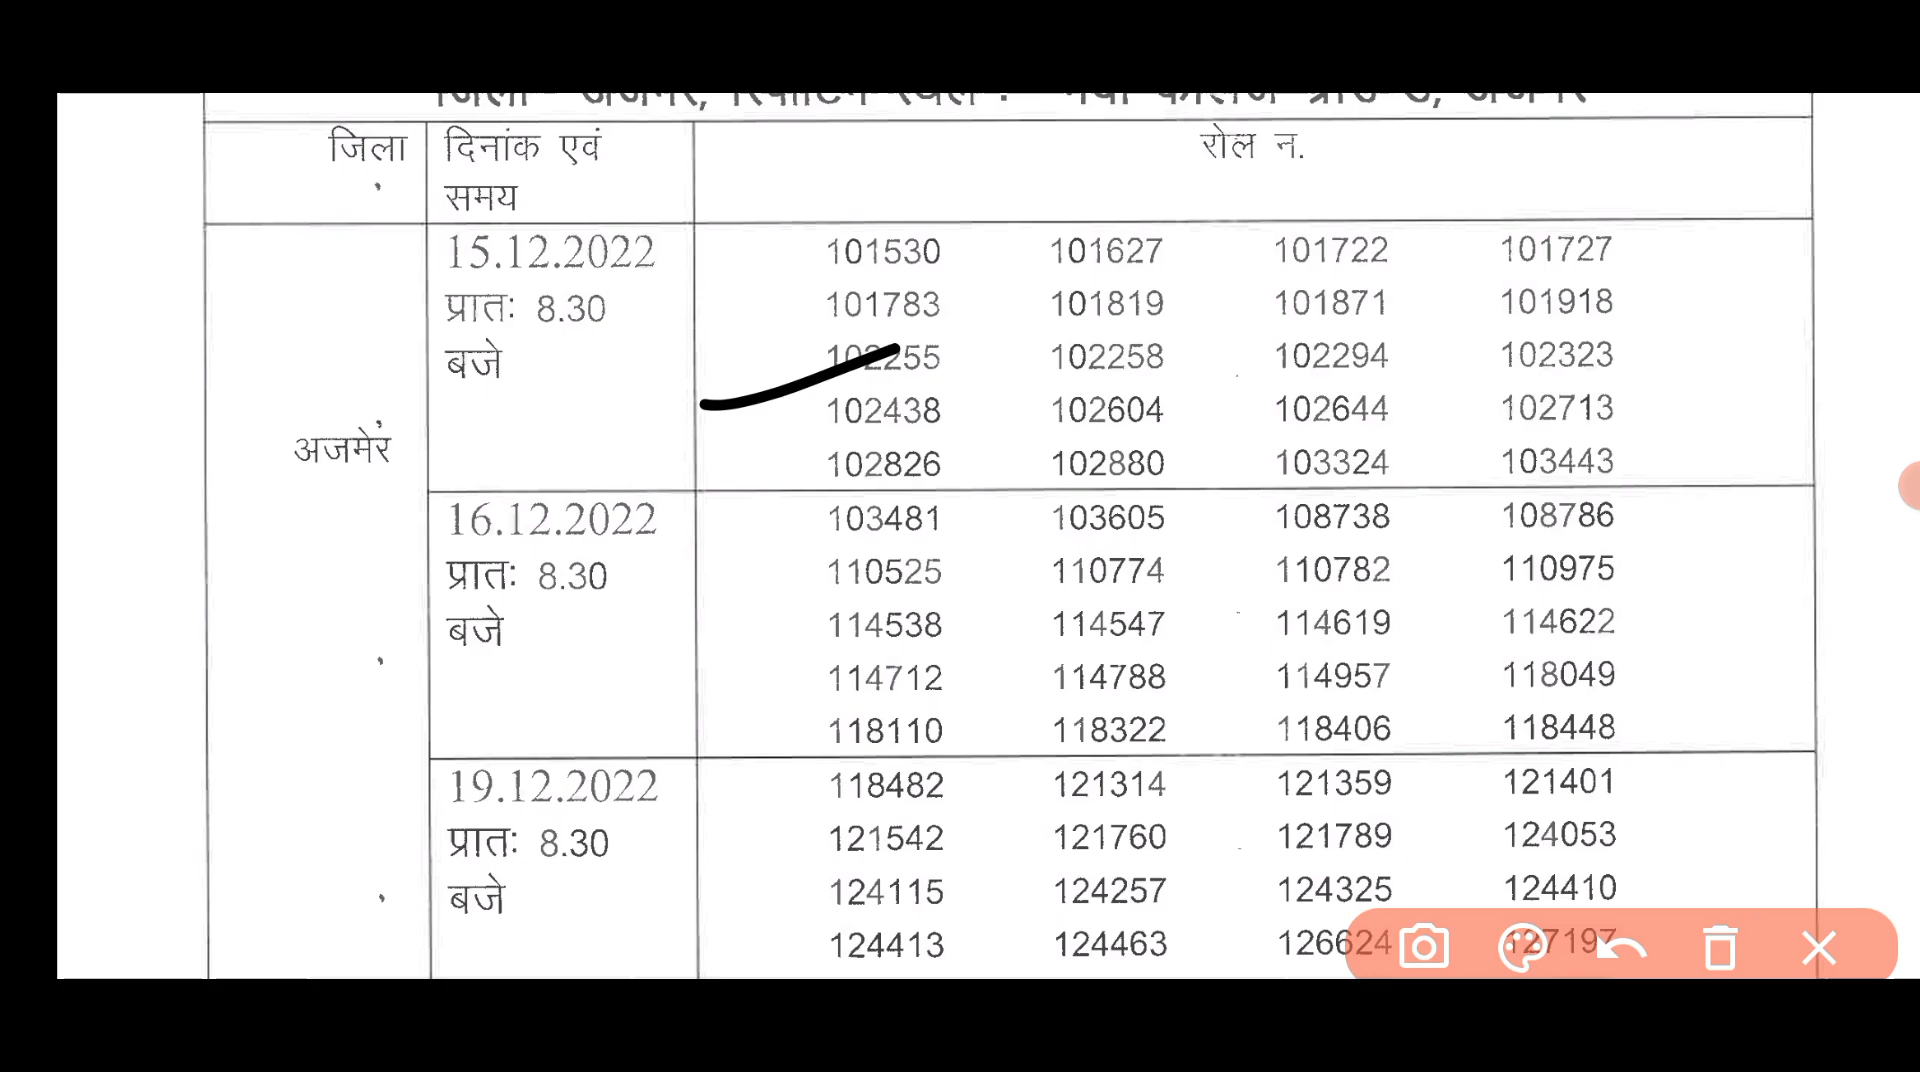 जिला दिनांक एवं समय रोल न.
अजमेर
15.12.2022 प्रातः 8.30 बजे
101530 101627 101722 101727
101783 101819 101871 101918
102255 102258 102294 102323
102438 102604 102644 102713
102826 102880 103324 103443
16.12.2022 प्रातः 8.30 बजे
103481 103605 108738 108786
110525 110774 110782 110975
114538 114547 114619 114622
114712 114788 114957 118049
118110 118322 118406 118448
19.12.2022 प्रातः 8.30 बजे
118482 121314 121359 121401
121542 121760 121789 124053
124115 124257 124325 124410
124413 124463 126624 127197